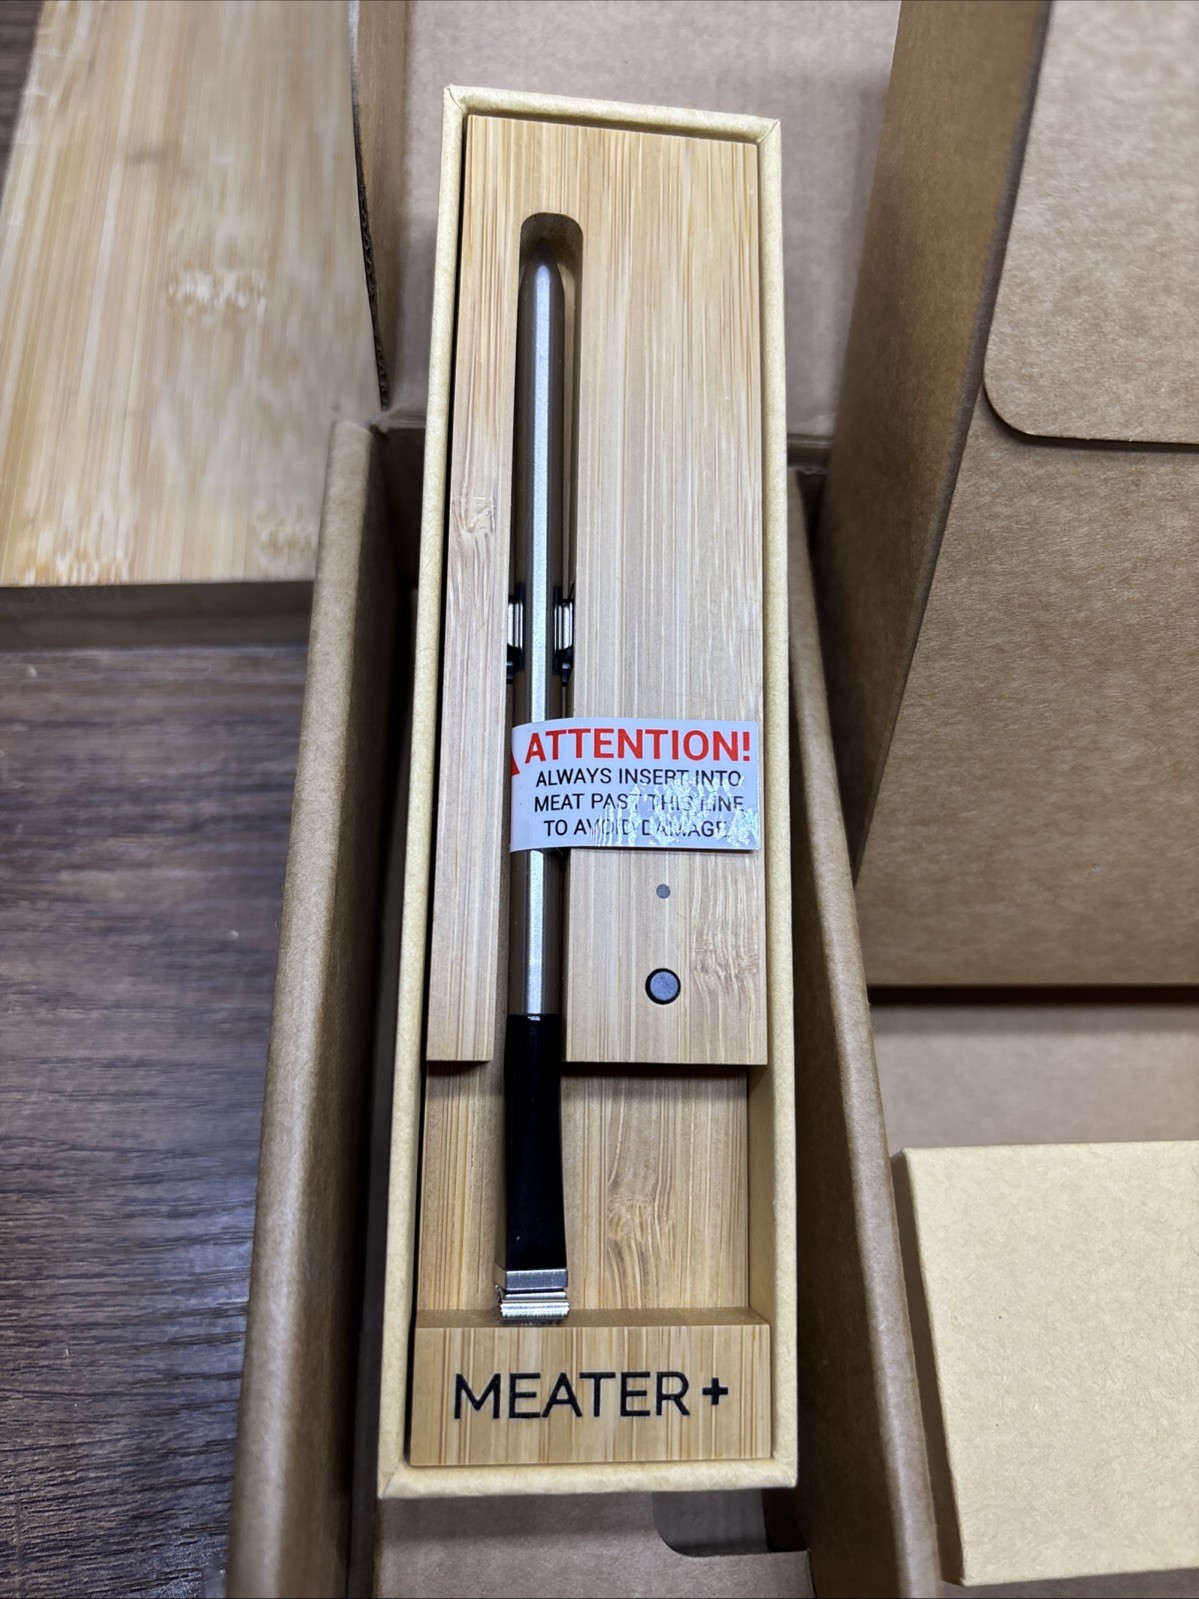 ATTENTION!
ALWAYS INSERT INTO
MEAT PAST THIS LINE
TO AVOID DAMAGE
MEATER+